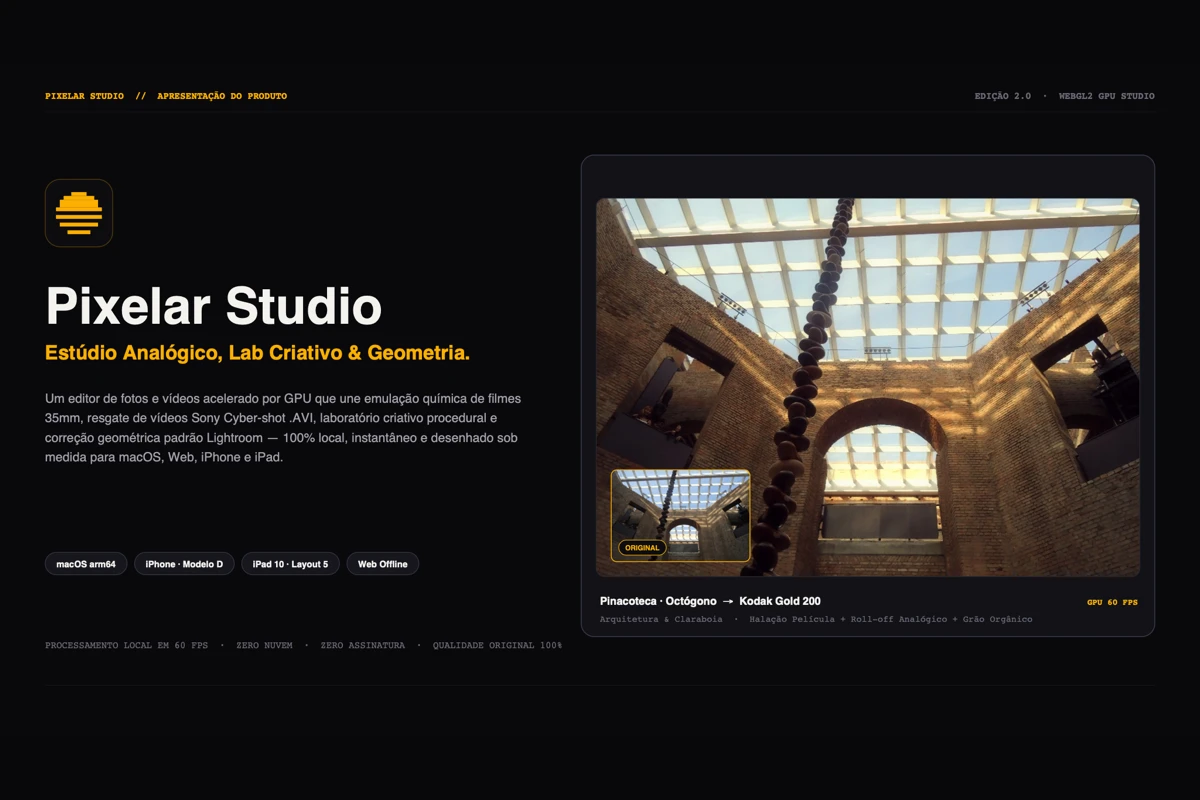 PIXELAR STUDIO // APRESENTAÇÃO DO PRODUTO
EDIÇÃO 2.0 · WEBGL2 GPU STUDIO
Pixelar Studio
Estúdio Analógico, Lab Criativo & Geometria.
Um editor de fotos e vídeos acelerado por GPU que une emulação química de filmes
35mm, resgate de vídeos Sony Cyber-shot .AVI, laboratório criativo procedural e
correção geométrica padrão Lightroom — 100% local, instantâneo e desenhado sob
medida para macOS, Web, iPhone e iPad.
macOS arm64
iPhone · Modelo D
iPad 10 · Layout 5
Web Offline
PROCESSAMENTO LOCAL EM 60 FPS · ZERO NUVEM · ZERO ASSINATURA · QUALIDADE ORIGINAL 100%
ORIGINAL
Pinacoteca · Octógono → Kodak Gold 200
GPU 60 FPS
Arquitetura & Claraboia · Halação Película + Roll-off Analógico + Grão Orgânico